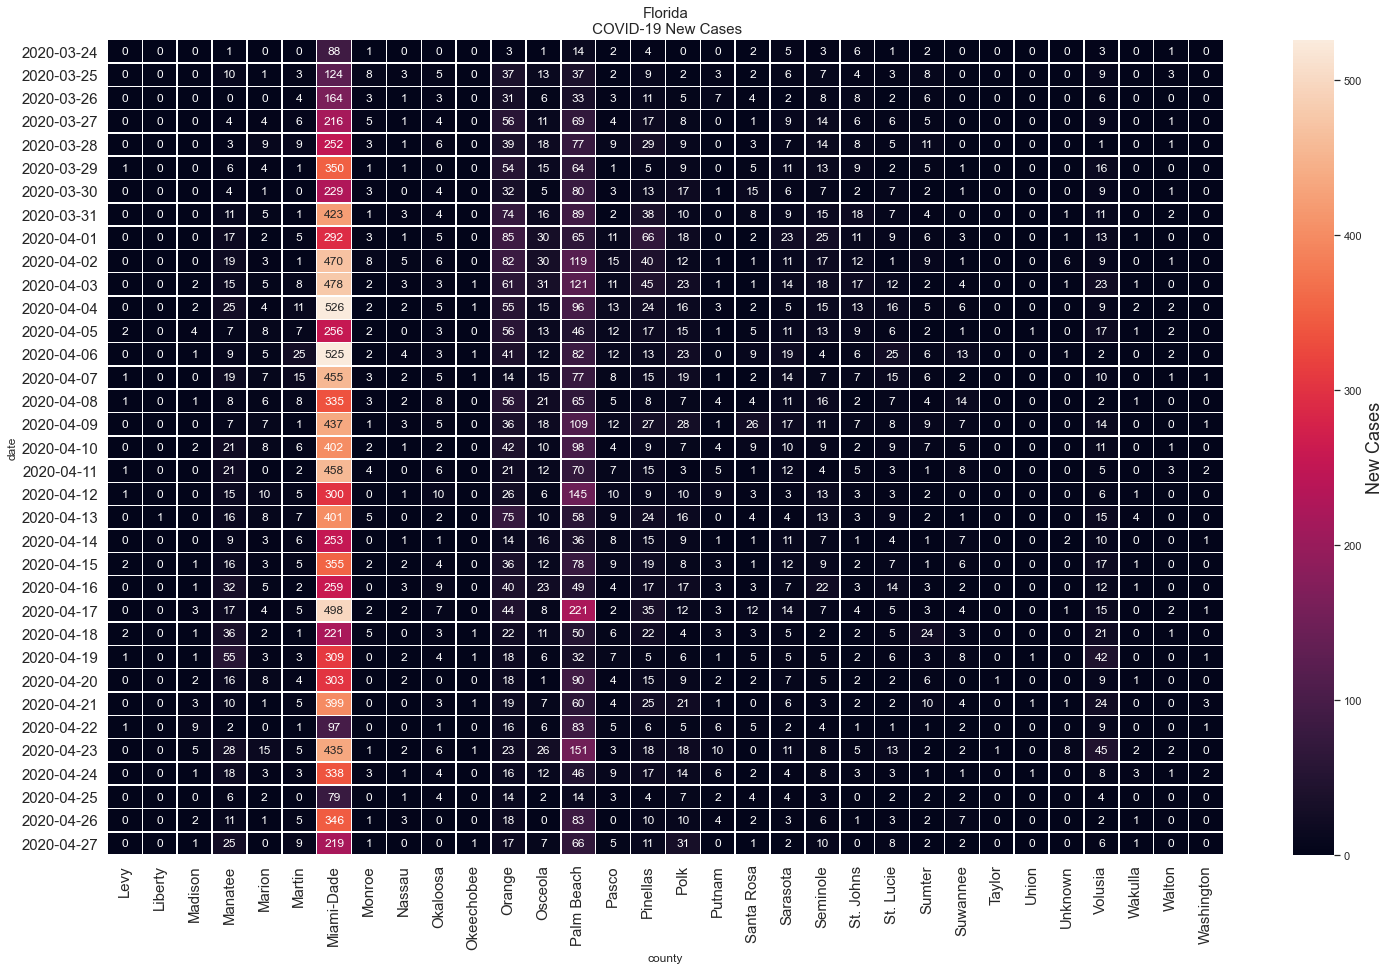 Florida
COVID-19 New Cases
2020-03-24 0 0 0 1 0 0 88 1 0 0 0 3 1 14 2 4 0 0 2 5 3 6 1 2 0 0 0 0 3 0 1 0
2020-03-25 0 0 0 10 1 3 124 8 3 5 0 37 13 37 2 9 2 3 2 6 7 4 3 8 0 0 0 0 9 0 3 0
2020-03-26 0 0 0 0 0 4 164 3 1 3 0 31 6 33 3 11 5 7 4 2 8 8 2 6 0 0 0 0 6 0 0 0
2020-03-27 0 0 0 4 4 6 216 5 1 4 0 56 11 69 4 17 8 0 1 9 14 6 6 5 0 0 0 0 9 0 1 0
2020-03-28 0 0 0 3 9 9 252 3 1 6 0 39 18 77 9 29 9 0 3 7 14 8 5 11 0 0 0 0 1 0 1 0
2020-03-29 1 0 0 6 4 1 350 1 1 0 0 54 15 64 1 5 9 0 5 11 13 9 2 5 1 0 0 0 16 0 0 0
2020-03-30 0 0 0 4 1 0 229 3 0 4 0 32 5 80 3 13 17 1 15 6 7 2 7 2 1 0 0 0 9 0 1 0
2020-03-31 0 0 0 11 5 1 423 1 3 4 0 74 16 89 2 38 10 0 8 9 15 18 7 4 0 0 0 1 11 0 2 0
2020-04-01 0 0 0 17 2 5 292 3 1 5 0 85 30 65 11 66 18 0 2 23 25 11 9 6 3 0 0 1 13 1 0 0
2020-04-02 0 0 0 19 3 1 470 8 5 6 0 82 30 119 15 40 12 1 1 11 17 12 1 9 1 0 0 6 9 0 1 0
2020-04-03 0 0 2 15 5 8 478 2 3 3 1 61 31 121 11 45 23 1 1 14 18 17 12 2 4 0 0 1 23 1 0 0
2020-04-04 0 0 2 25 4 11 526 2 2 5 1 55 15 96 13 24 16 3 2 5 15 13 16 5 6 0 0 0 9 2 2 0
2020-04-05 2 0 4 7 8 7 256 2 0 3 0 56 13 46 12 17 15 1 5 11 13 9 6 2 1 0 1 0 17 1 2 0
2020-04-06 0 0 1 9 5 25 525 2 4 3 1 41 12 82 12 13 23 0 9 19 4 6 25 6 13 0 0 1 2 0 2 0
2020-04-07 1 0 0 19 7 15 455 3 2 5 1 14 15 77 8 15 19 1 2 14 7 7 15 6 2 0 0 0 10 0 1 1
2020-04-08 1 0 1 8 6 8 335 3 2 8 0 56 21 65 5 8 7 4 4 11 16 2 7 4 14 0 0 0 2 1 0 0
2020-04-09 0 0 0 7 7 1 437 1 3 5 0 36 18 109 12 27 28 1 26 17 11 7 8 9 7 0 0 0 14 0 0 1
2020-04-10 0 0 2 21 8 6 402 2 1 2 0 42 10 98 4 9 7 4 9 10 9 2 9 7 5 0 0 0 11 0 1 0
2020-04-11 1 0 0 21 0 2 458 4 0 6 0 21 12 70 7 15 3 5 1 12 4 5 3 1 8 0 0 0 5 0 3 2
2020-04-12 1 0 0 15 10 5 300 0 1 10 0 26 6 145 10 9 10 9 3 3 13 3 3 2 0 0 0 0 6 1 0 0
2020-04-13 0 1 0 16 8 7 401 5 0 2 0 75 10 58 9 24 16 0 4 4 13 3 9 2 1 0 0 0 15 4 0 0
2020-04-14 0 0 0 9 3 6 253 0 1 1 0 14 16 36 8 15 9 1 1 11 7 1 4 1 7 0 0 2 10 0 0 1
2020-04-15 2 0 1 16 3 5 355 2 2 4 0 36 12 78 9 19 8 3 1 12 9 2 7 1 6 0 0 0 17 1 0 0
2020-04-16 0 0 1 32 5 2 259 0 3 9 0 40 23 49 4 17 17 3 3 7 22 3 14 3 2 0 0 0 12 1 0 0
2020-04-17 0 0 3 17 4 5 498 2 2 7 0 44 8 221 2 35 12 3 12 14 7 4 5 3 4 0 0 1 15 0 2 1
2020-04-18 2 0 1 36 2 1 221 5 0 3 1 22 11 50 6 22 4 3 3 5 2 2 5 24 3 0 0 0 21 0 1 0
2020-04-19 1 0 1 55 3 3 309 0 2 4 1 18 6 32 7 5 6 1 5 5 5 2 6 3 8 0 1 0 42 0 0 1
2020-04-20 0 0 2 16 8 4 303 0 2 0 0 18 1 90 4 15 9 2 2 7 5 2 2 6 0 1 0 0 9 1 0 0
2020-04-21 0 0 3 10 1 5 399 0 0 3 1 19 7 60 4 25 21 1 0 6 3 2 2 10 4 0 1 1 24 0 0 3
2020-04-22 1 0 9 2 0 1 97 0 0 1 0 16 6 83 5 6 5 6 5 2 4 1 1 1 2 0 0 0 9 0 0 1
2020-04-23 0 0 5 28 15 5 435 1 2 6 1 23 26 151 3 18 18 10 0 11 8 5 13 2 2 1 0 8 45 2 2 0
2020-04-24 0 0 1 18 3 3 338 3 1 4 0 16 12 46 9 17 14 6 2 4 8 3 3 1 1 0 1 0 8 3 1 2
2020-04-25 0 0 0 6 2 0 79 0 1 4 0 14 2 14 3 4 7 2 4 4 3 0 2 2 2 0 0 0 4 0 0 0
2020-04-26 0 0 2 11 1 5 346 1 3 0 0 18 0 83 0 10 10 4 2 3 6 1 3 2 7 0 0 0 2 1 0 0
2020-04-27 0 0 1 25 0 9 219 1 0 0 1 17 7 66 5 11 31 0 1 2 10 0 8 2 2 0 0 0 6 1 0 0
Levy Liberty Madison Manatee Marion Martin Miami-Dade Monroe Nassau Okaloosa Okeechobee Orange Osceola Palm Beach Pasco Pinellas Polk Putnam Santa Rosa Sarasota Seminole St. Johns St. Lucie Sumter Suwannee Taylor Union Unknown Volusia Wakulla Walton Washington
county
date
500
400
300
200
100
0
New Cases